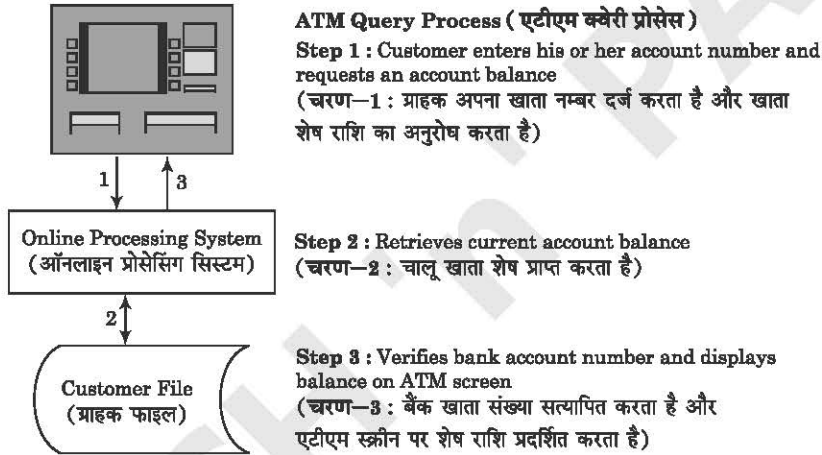 ATM Query Process ( एटीएम क्वेरी प्रोसेस )
Step 1 : Customer enters his or her account number and
requests an account balance
(चरण—1 : ग्राहक अपना खाता नम्बर दर्ज करता है और खाता
शेष राशि का अनुरोध करता है)
1
3
Online Processing System
(ऑनलाइन प्रोसेसिंग सिस्टम)
Step 2 : Retrieves current account balance
(चरण—2 : चालू खाता शेष प्राप्त करता है)
2
Customer File
(ग्राहक फाइल)
Step 3 : Verifies bank account number and displays
balance on ATM screen
(चरण—3 : बैंक खाता संख्या सत्यापित करता है और
एटीएम स्क्रीन पर शेष राशि प्रदर्शित करता है)